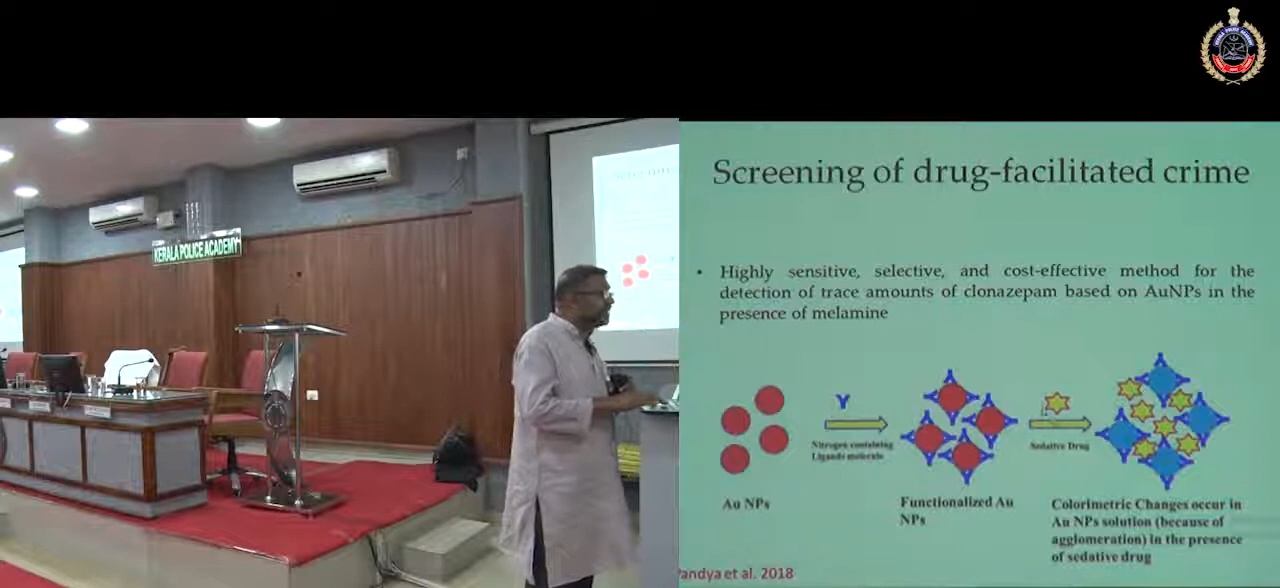 KERALA POLICE ACADEMY
Screening of drug-facilitated crime
• Highly sensitive, selective, and cost-effective method for the
detection of trace amounts of clonazepam based on AuNPs in the
presence of melamine
Y
Nitrogen containing
Ligands molecule
Sedative Drug
Au NPs
Functionalized Au
NPs
Colorimetric Changes occur in
Au NPs solution (because of
agglomeration) in the presence
of sedative drug
Pandya et al. 2018